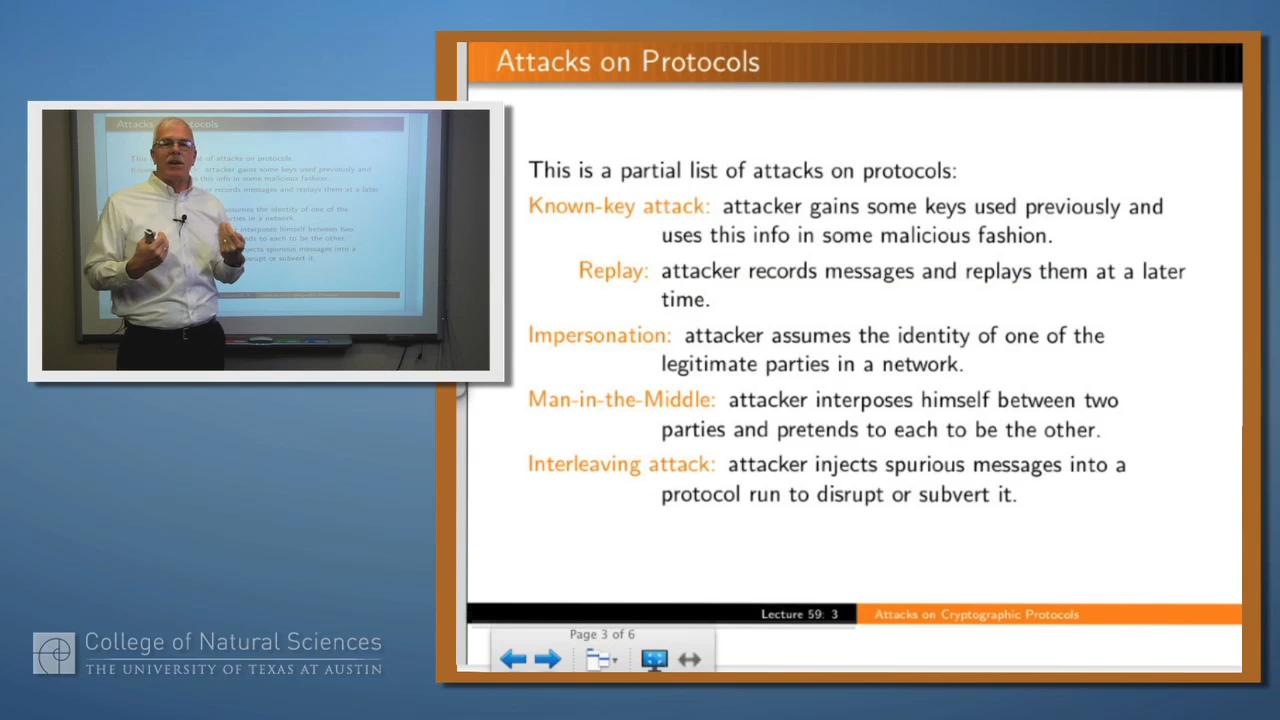 Attacks on Protocols
This is a partial list of attacks on protocols:
Known-key attack: attacker gains some keys used previously and
uses this info in some malicious fashion.
Replay: attacker records messages and replays them at a later
time.
Impersonation: attacker assumes the identity of one of the
legitimate parties in a network.
Man-in-the-Middle: attacker interposes himself between two
parties and pretends to each to be the other.
Interleaving attack: attacker injects spurious messages into a
protocol run to disrupt or subvert it.
Lecture 59: 3
Attacks on Cryptographic Protocols
Page 3 of 6
College of Natural Sciences
THE UNIVERSITY OF TEXAS AT AUSTIN